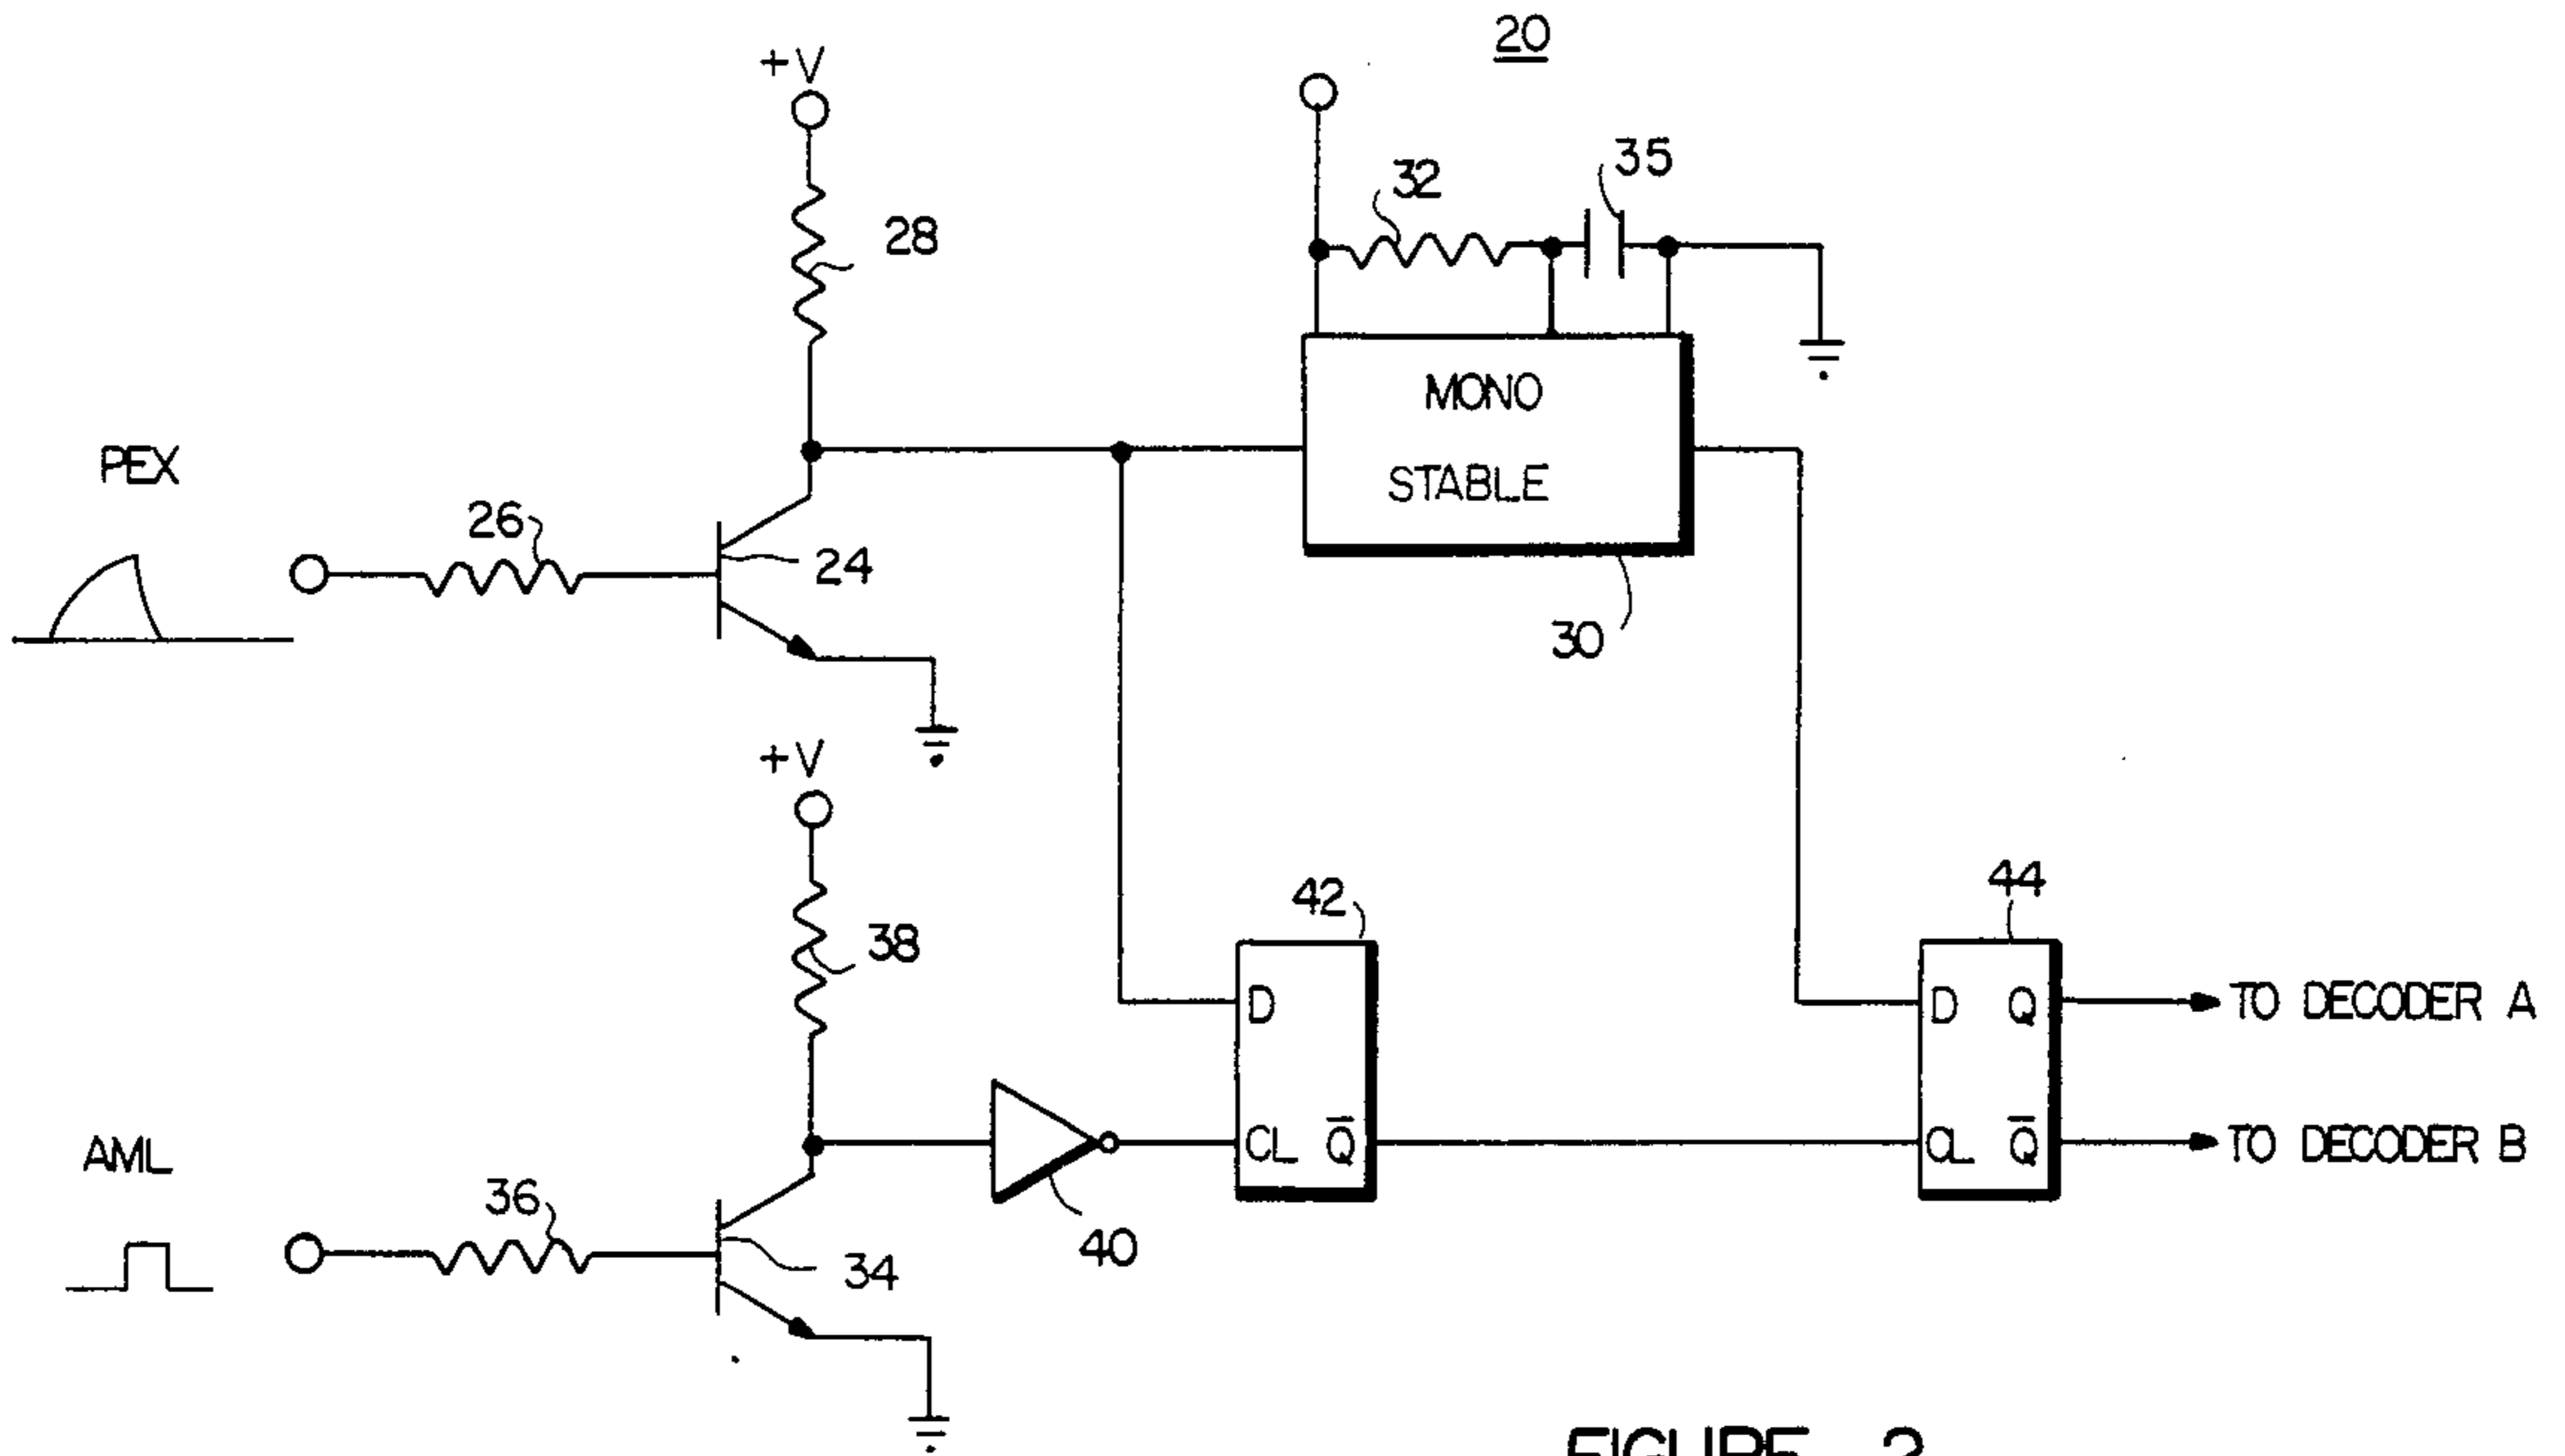 20
+V
35
32
28
MONO
STABLE
PEX
26
24
30
+V
42
44
38
D
D Q
TO DECODER A
AML
CL Q̅
CL Q̅
TO DECODER B
36
40
34